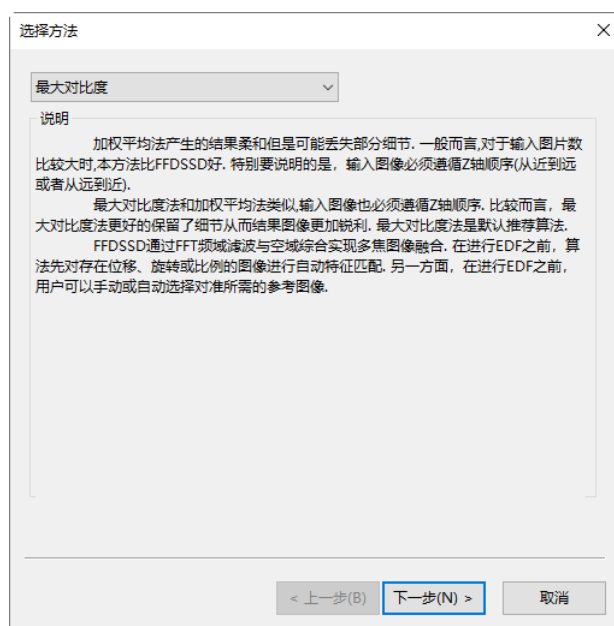 选择方法
最大对比度
说明
加权平均法产生的结果柔和但是可能丢失部分细节. 一般而言,对于输入图片数
比较大时,本方法比FFDSSD好. 特别要说明的是，输入图像必须遵循Z轴顺序(从近到远
或者从远到近).
最大对比度法和加权平均法类似,输入图像也必须遵循Z轴顺序. 比较而言，最
大对比度法更好的保留了细节从而结果图像更加锐利. 最大对比度法是默认推荐算法.
FFDSSD通过FFT频域滤波与空域综合实现多焦图像融合. 在进行EDF之前，算
法先对存在位移、旋转或比例的图像进行自动特征匹配. 另一方面，在进行EDF之前，
用户可以手动或自动选择对准所需的参考图像.
< 上一步(B) 下一步(N) > 取消